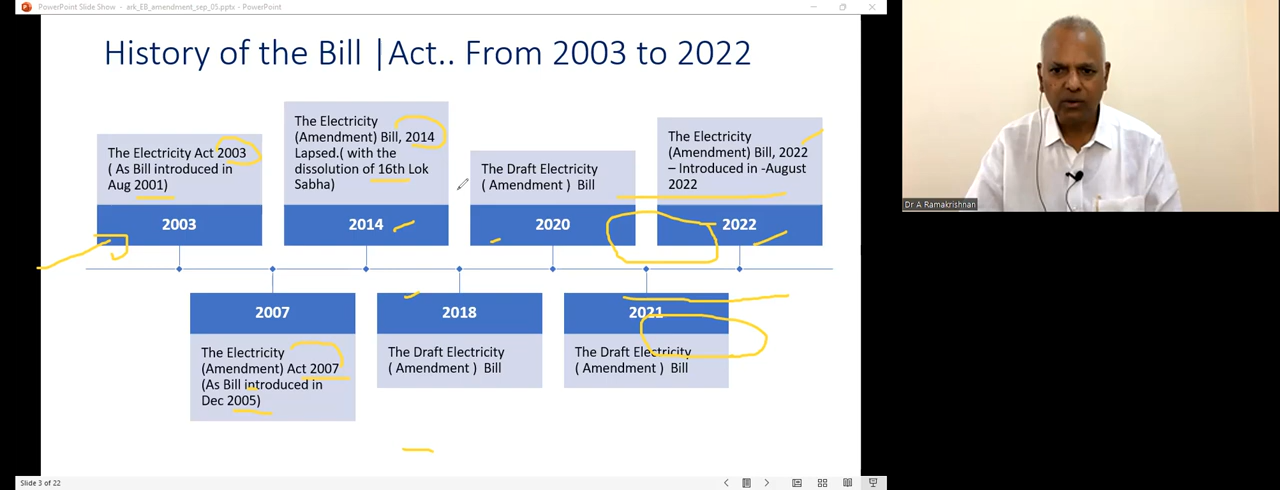 PowerPoint Slide Show - ark_EB_amendment_sep_05.pptx - PowerPoint
History of the Bill |Act.. From 2003 to 2022
The Electricity Act 2003
( As Bill introduced in
Aug 2001)
2003
The Electricity
(Amendment) Bill, 2014
Lapsed.( with the
dissolution of 16th Lok
Sabha)
2014
The Draft Electricity
( Amendment ) Bill
2020
The Electricity
(Amendment) Bill, 2022
– Introduced in -August
2022
2022
2007
The Electricity
(Amendment) Act 2007
(As Bill introduced in
Dec 2005)
2018
The Draft Electricity
( Amendment ) Bill
2021
The Draft Electricity
( Amendment ) Bill
Slide 3 of 22
Dr A Ramakrishnan